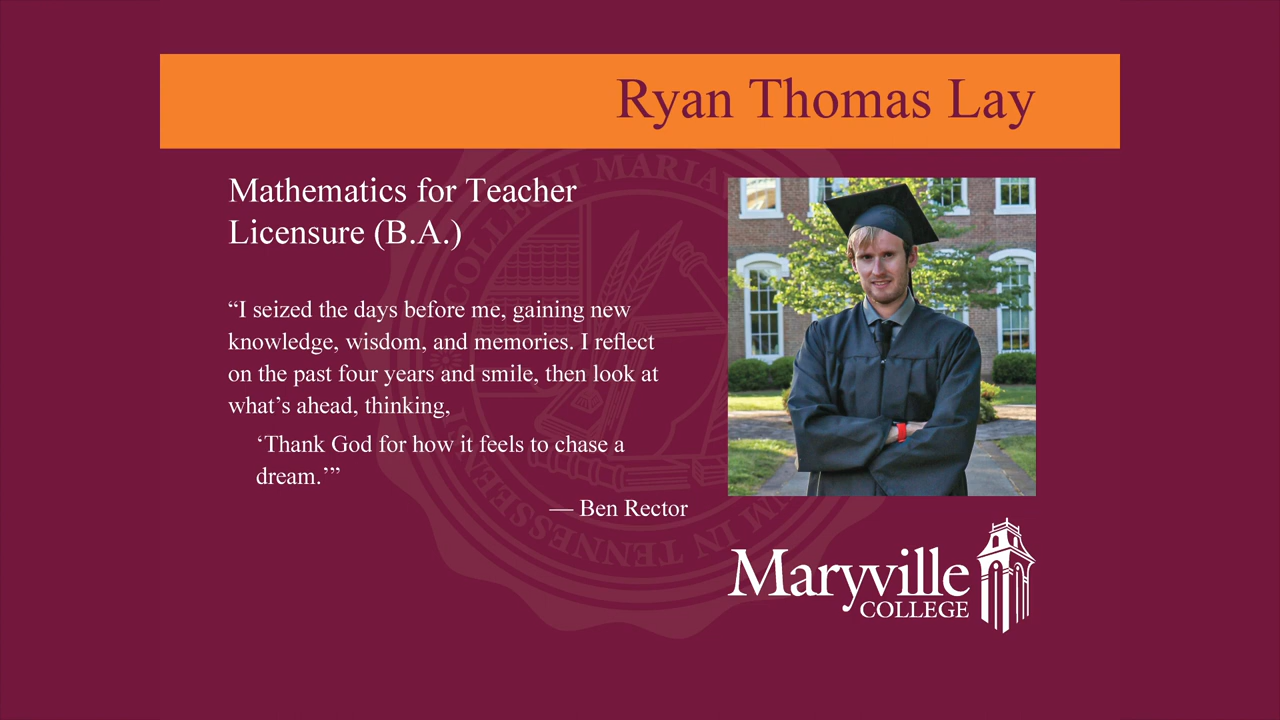 Ryan Thomas Lay
Mathematics for Teacher
Licensure (B.A.)
“I seized the days before me, gaining new
knowledge, wisdom, and memories. I reflect
on the past four years and smile, then look at
what’s ahead, thinking,
‘Thank God for how it feels to chase a
dream.’”
— Ben Rector
Maryville
COLLEGE